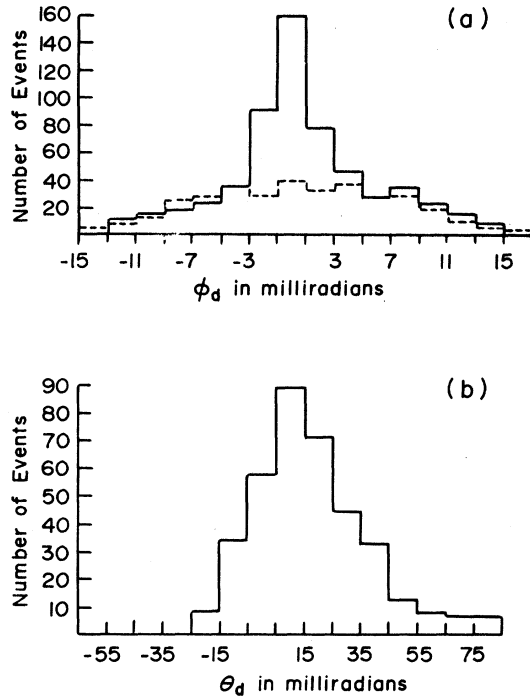 (a)
Number of Events
160
140
120
100
80
60
40
20
-15 -11 -7 -3 3 7 11 15
ϕd in milliradians
(b)
Number of Events
90
80
70
60
50
40
30
20
10
-55 -35 -15 15 35 55 75
θd in milliradians